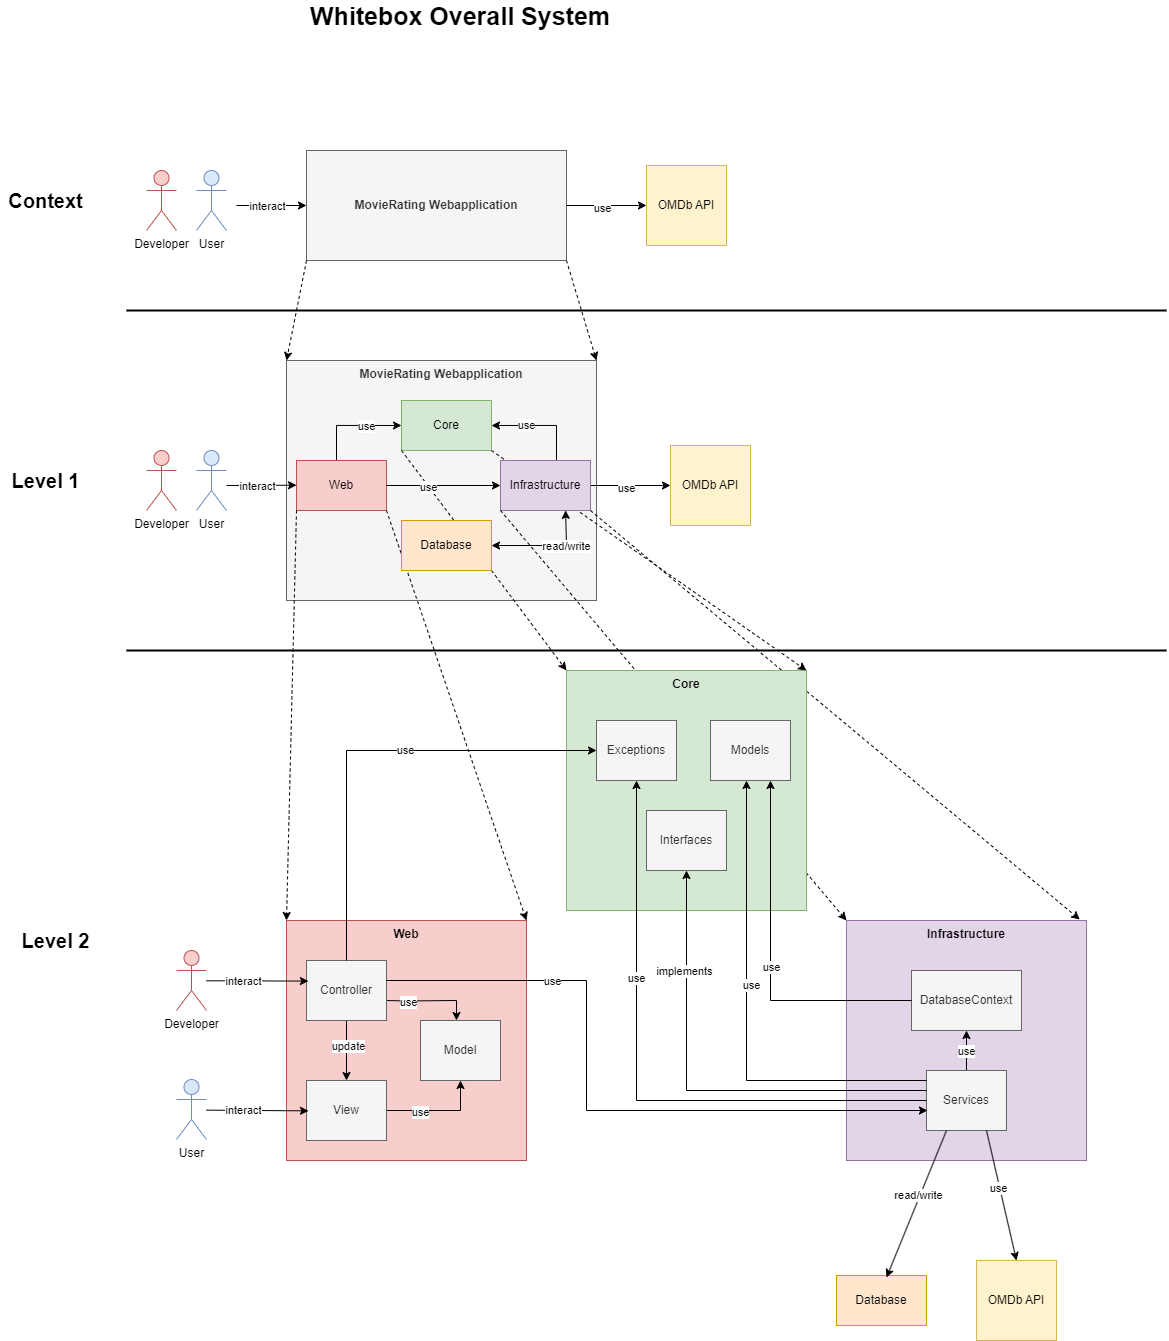 Whitebox Overall System
Context
Developer
User
interact
MovieRating Webapplication
use
OMDb API
Level 1
Developer
User
interact
MovieRating Webapplication
use
Core
use
Web
use
Infrastructure
use
OMDb API
Database
read/write
Level 2
Core
Exceptions
Models
Interfaces
use
Web
Infrastructure
Developer
interact
Controller
use
use
update
Model
User
interact
View
use
use
implements
use
use
DatabaseContext
use
Services
read/write
use
Database
OMDb API